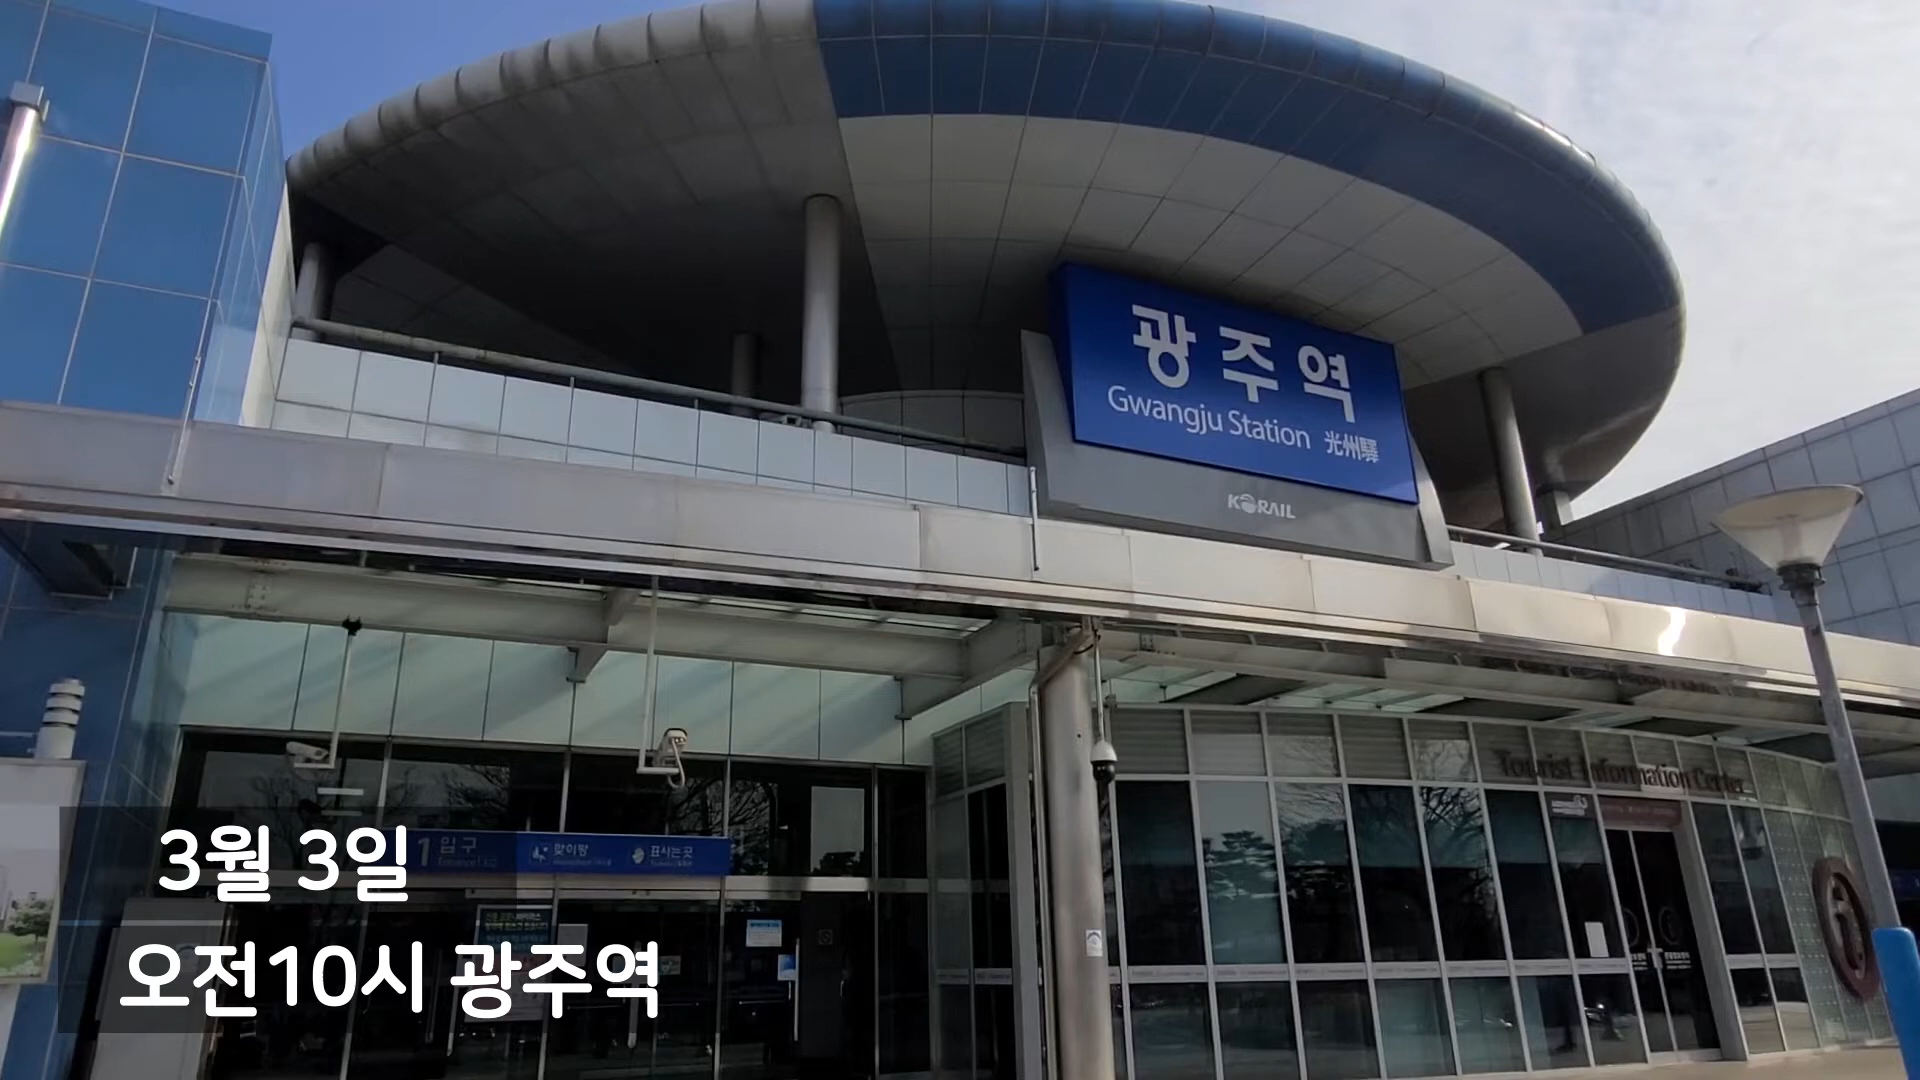 광주역
Gwangju Station 光州驛
KORAIL
Tourist Information Center
1 입구
맞이방
표시는곳
3월 3일
오전10시 광주역